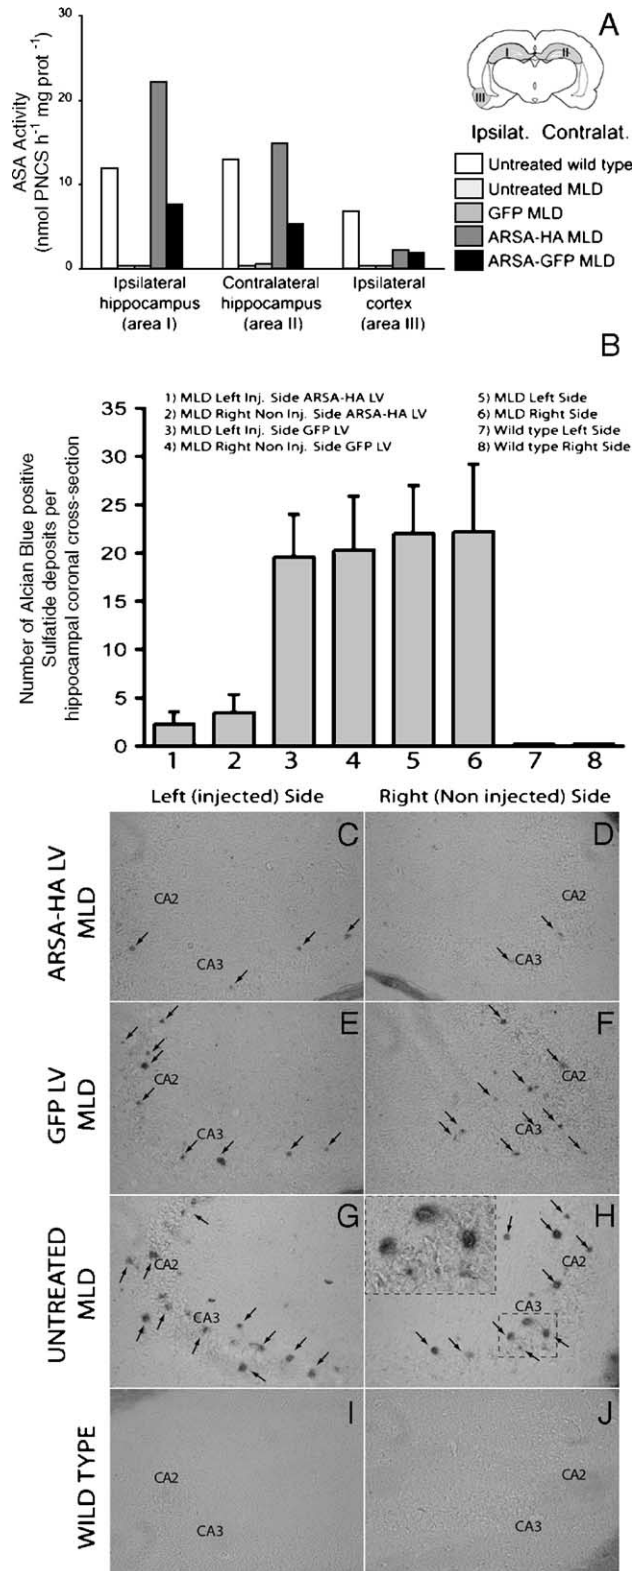 A
ASA Activity
(nmol PNCS h⁻¹ mg prot ⁻¹)
30
20
10
0
Ipsilateral
hippocampus
(area I)
Contralateral
hippocampus
(area II)
Ipsilateral
cortex
(area III)
I
II
III
Ipsilat. Contralat.
Untreated wild type
Untreated MLD
GFP MLD
ARSA-HA MLD
ARSA-GFP MLD
B
1) MLD Left Inj. Side ARSA-HA LV
2) MLD Right Non Inj. Side ARSA-HA LV
3) MLD Left Inj. Side GFP LV
4) MLD Right Non Inj. Side GFP LV
5) MLD Left Side
6) MLD Right Side
7) Wild type Left Side
8) Wild type Right Side
Number of Alcian Blue positive
Sulfatide deposits per
hippocampal coronal cross-section
35
30
25
20
15
10
5
0
1 2 3 4 5 6 7 8
Left (injected) Side
Right (Non injected) Side
ARSA-HA LV
MLD
C
CA2
CA3
D
CA2
CA3
GFP LV
MLD
E
CA2
CA3
F
CA2
CA3
UNTREATED
MLD
G
CA2
CA3
H
CA2
CA3
WILD TYPE
I
CA2
CA3
J
CA2
CA3